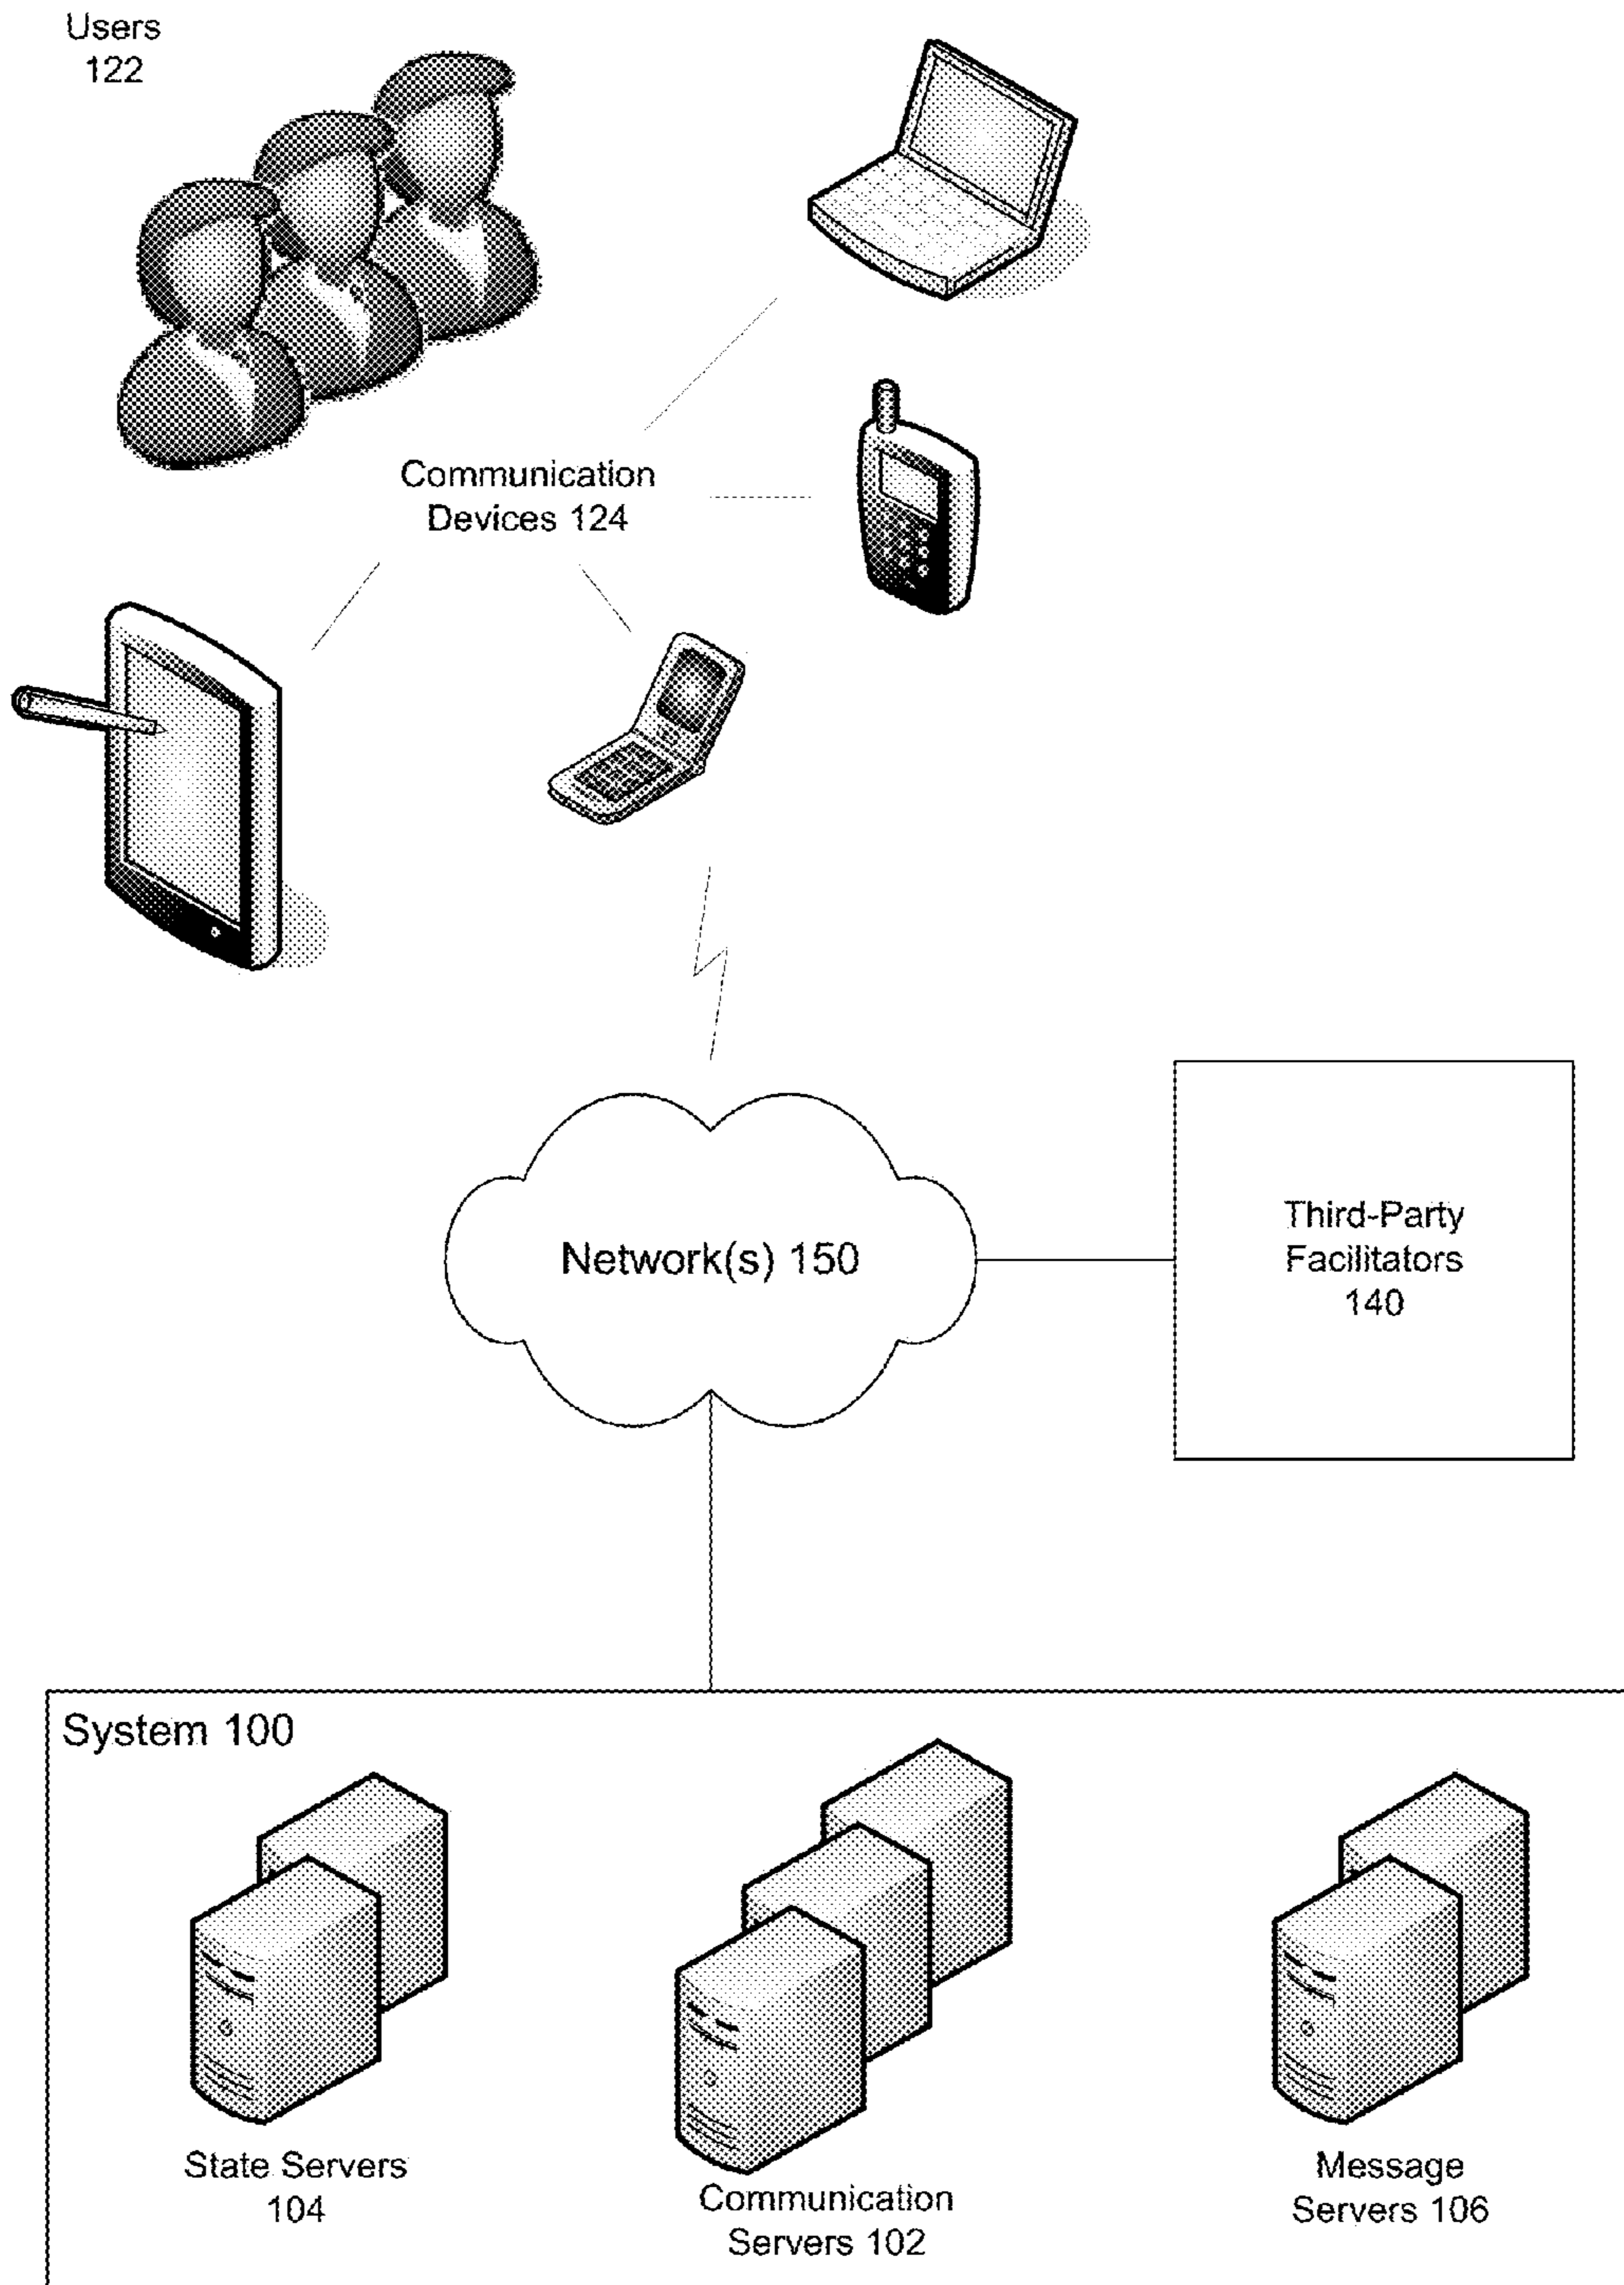 Users
122
Communication
Devices 124
Network(s) 150
Third-Party
Facilitators
140
System 100
State Servers
104
Communication
Servers 102
Message
Servers 106